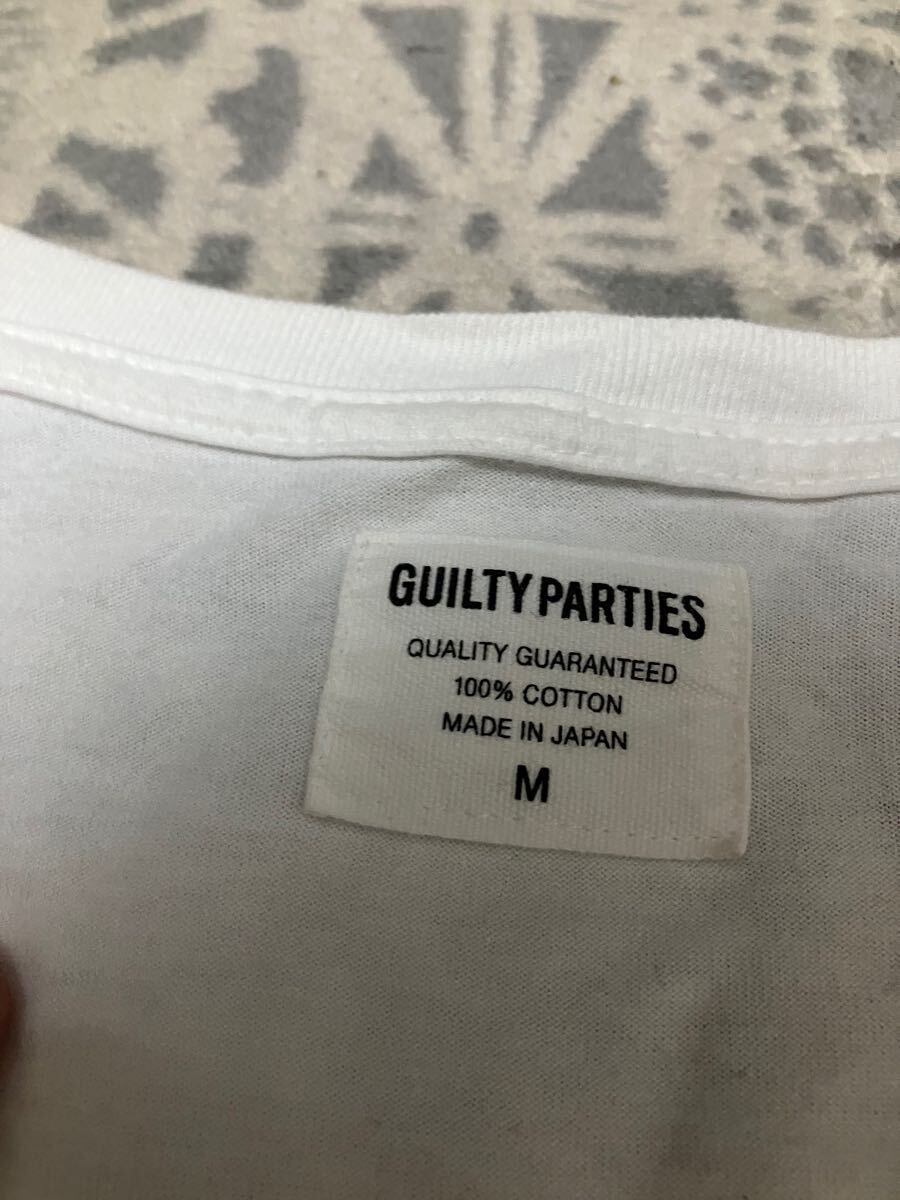 GUILTY PARTIES
QUALITY GUARANTEED
100% COTTON
MADE IN JAPAN
M